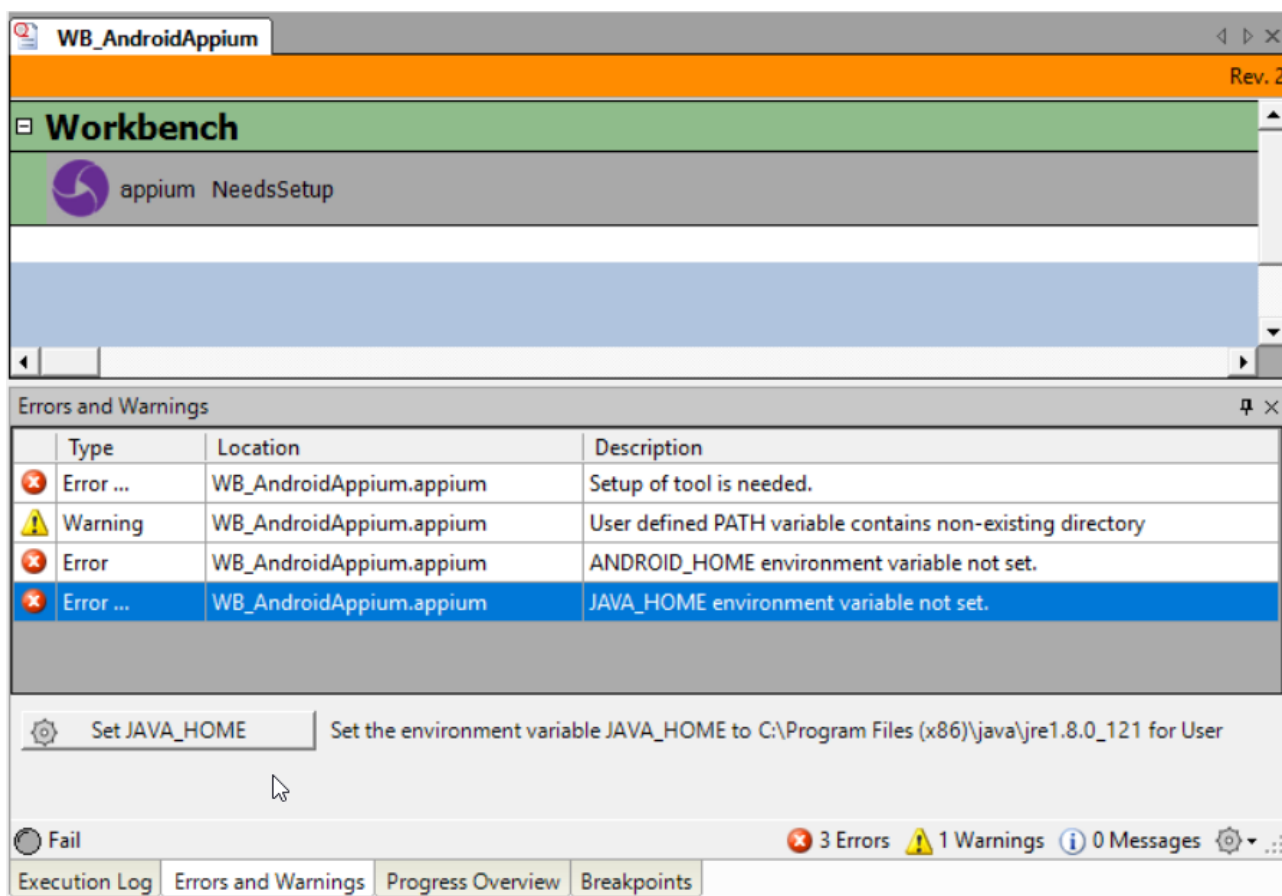 WB_AndroidAppium
Rev. 2
Workbench
appium NeedsSetup
Errors and Warnings
Type Location Description
Error ... WB_AndroidAppium.appium Setup of tool is needed.
Warning WB_AndroidAppium.appium User defined PATH variable contains non-existing directory
Error WB_AndroidAppium.appium ANDROID_HOME environment variable not set.
Error ... WB_AndroidAppium.appium JAVA_HOME environment variable not set.
Set JAVA_HOME Set the environment variable JAVA_HOME to C:\Program Files (x86)\java\jre1.8.0_121 for User
Fail 3 Errors 1 Warnings 0 Messages
Execution Log Errors and Warnings Progress Overview Breakpoints